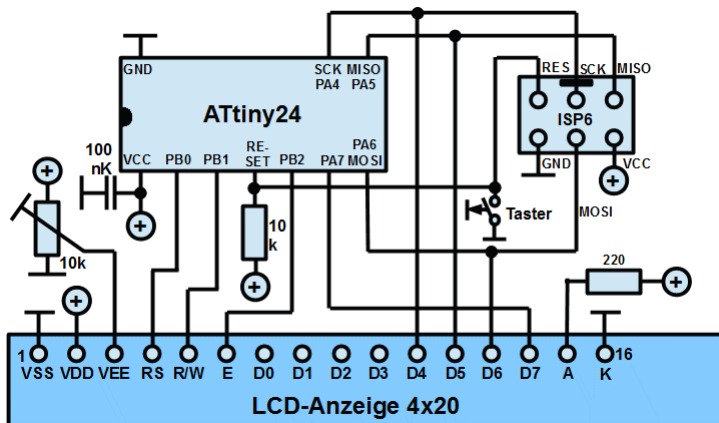 GND
SCK MISO
PA4 PA5
RES
SCK
MISO
ATtiny24
ISP6
100
nK
VCC
PB0
PB1
RE-
SET
PB2
PA7
PA6
MOSI
GND
VCC
10
k
Taster
MOSI
10k
220
1
16
VSS VDD VEE RS R/W E D0 D1 D2 D3 D4 D5 D6 D7 A K
LCD-Anzeige 4x20